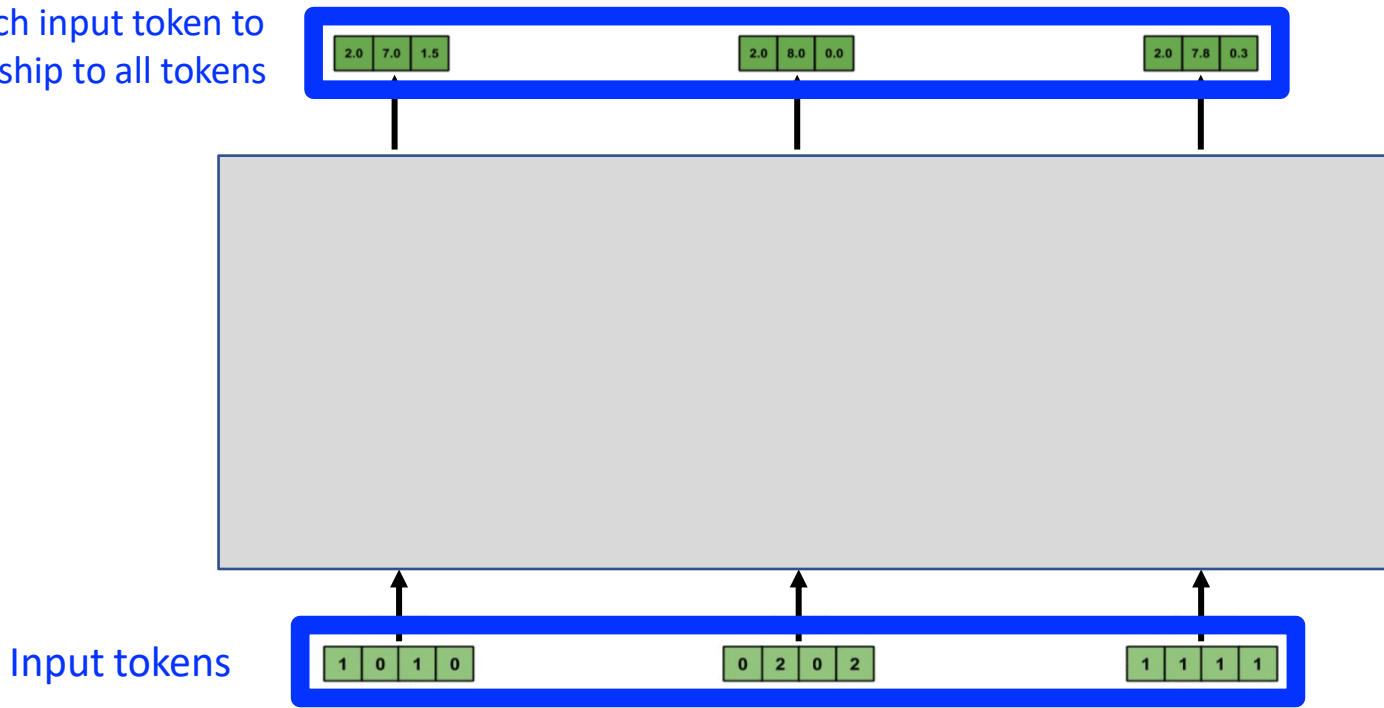 ch input token to
ship to all tokens
2.0 7.0 1.5 2.0 8.0 0.0 2.0 7.8 0.3
Input tokens 1 0 1 0 0 2 0 2 1 1 1 1